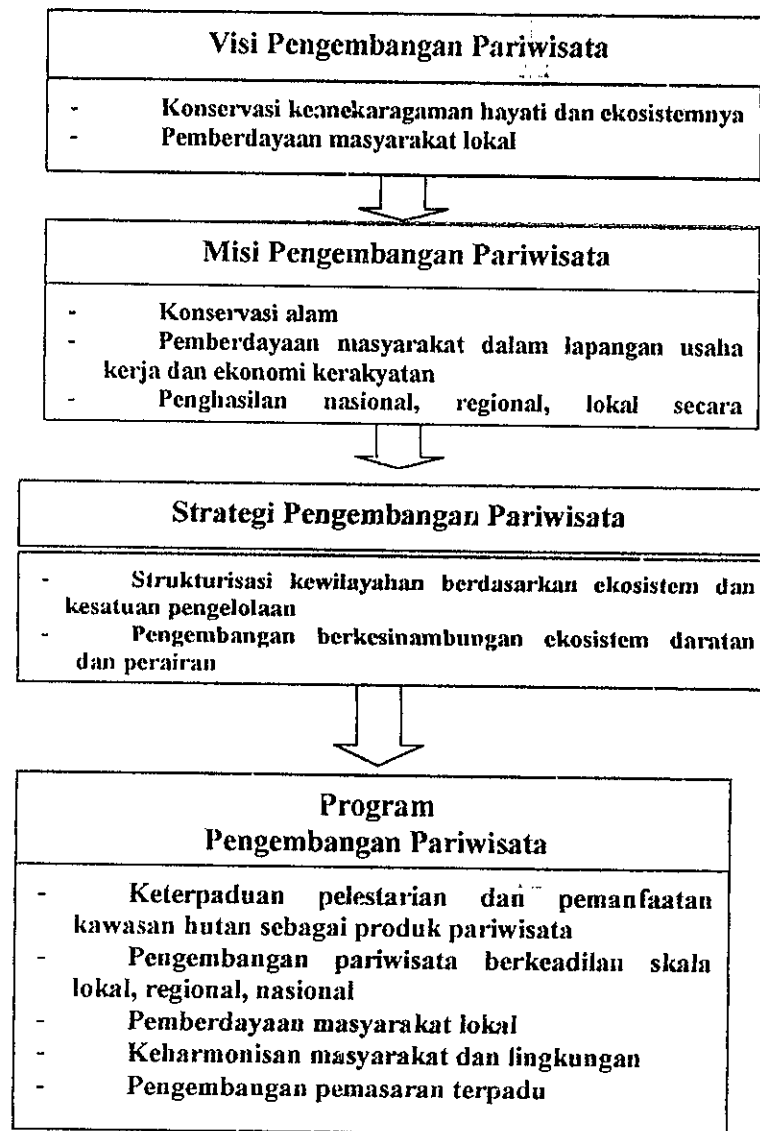 Visi Pengembangan Pariwisata
- Konservasi keanekaragaman hayati dan ekosistemnya
- Pemberdayaan masyarakat lokal
Misi Pengembangan Pariwisata
- Konservasi alam
- Pemberdayaan masyarakat dalam lapangan usaha
kerja dan ekonomi kerakyatan
- Penghasilan nasional, regional, lokal secara
Strategi Pengembangan Pariwisata
- Strukturisasi kewilayahan berdasarkan ekosistem dan
kesatuan pengelolaan
- Pengembangan berkesinambungan ekosistem daratan
dan perairan
Program
Pengembangan Pariwisata
- Keterpaduan pelestarian dan pemanfaatan
kawasan hutan sebagai produk pariwisata
- Pengembangan pariwisata berkeadilan skala
lokal, regional, nasional
- Pemberdayaan masyarakat lokal
- Keharmonisan masyarakat dan lingkungan
- Pengembangan pemasaran terpadu